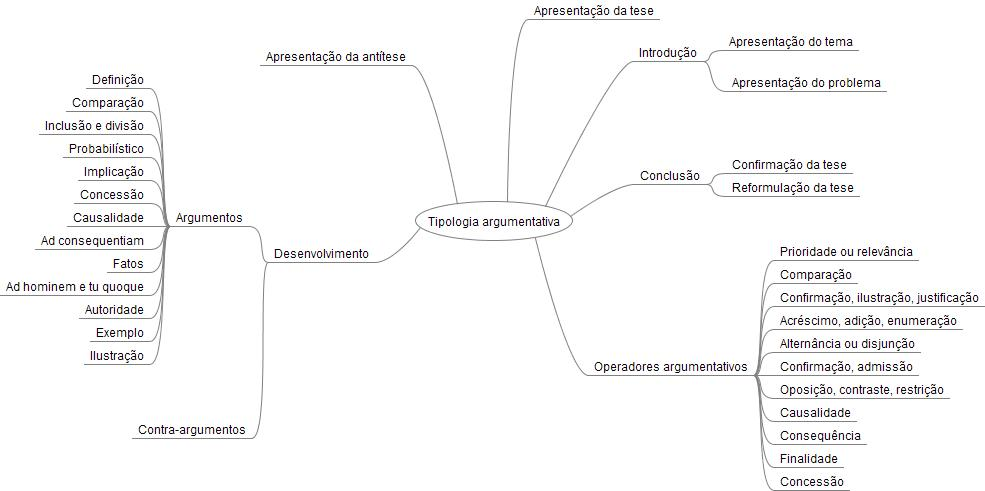 Tipologia argumentativa
Apresentação da tese
Introdução
Apresentação do tema
Apresentação do problema
Conclusão
Confirmação da tese
Reformulação da tese
Operadores argumentativos
Prioridade ou relevância
Comparação
Confirmação, ilustração, justificação
Acréscimo, adição, enumeração
Alternância ou disjunção
Confirmação, admissão
Oposição, contraste, restrição
Causalidade
Consequência
Finalidade
Concessão
Apresentação da antítese
Desenvolvimento
Argumentos
Definição
Comparação
Inclusão e divisão
Probabilístico
Implicação
Concessão
Causalidade
Ad consequentiam
Fatos
Ad hominem e tu quoque
Autoridade
Exemplo
Ilustração
Contra-argumentos